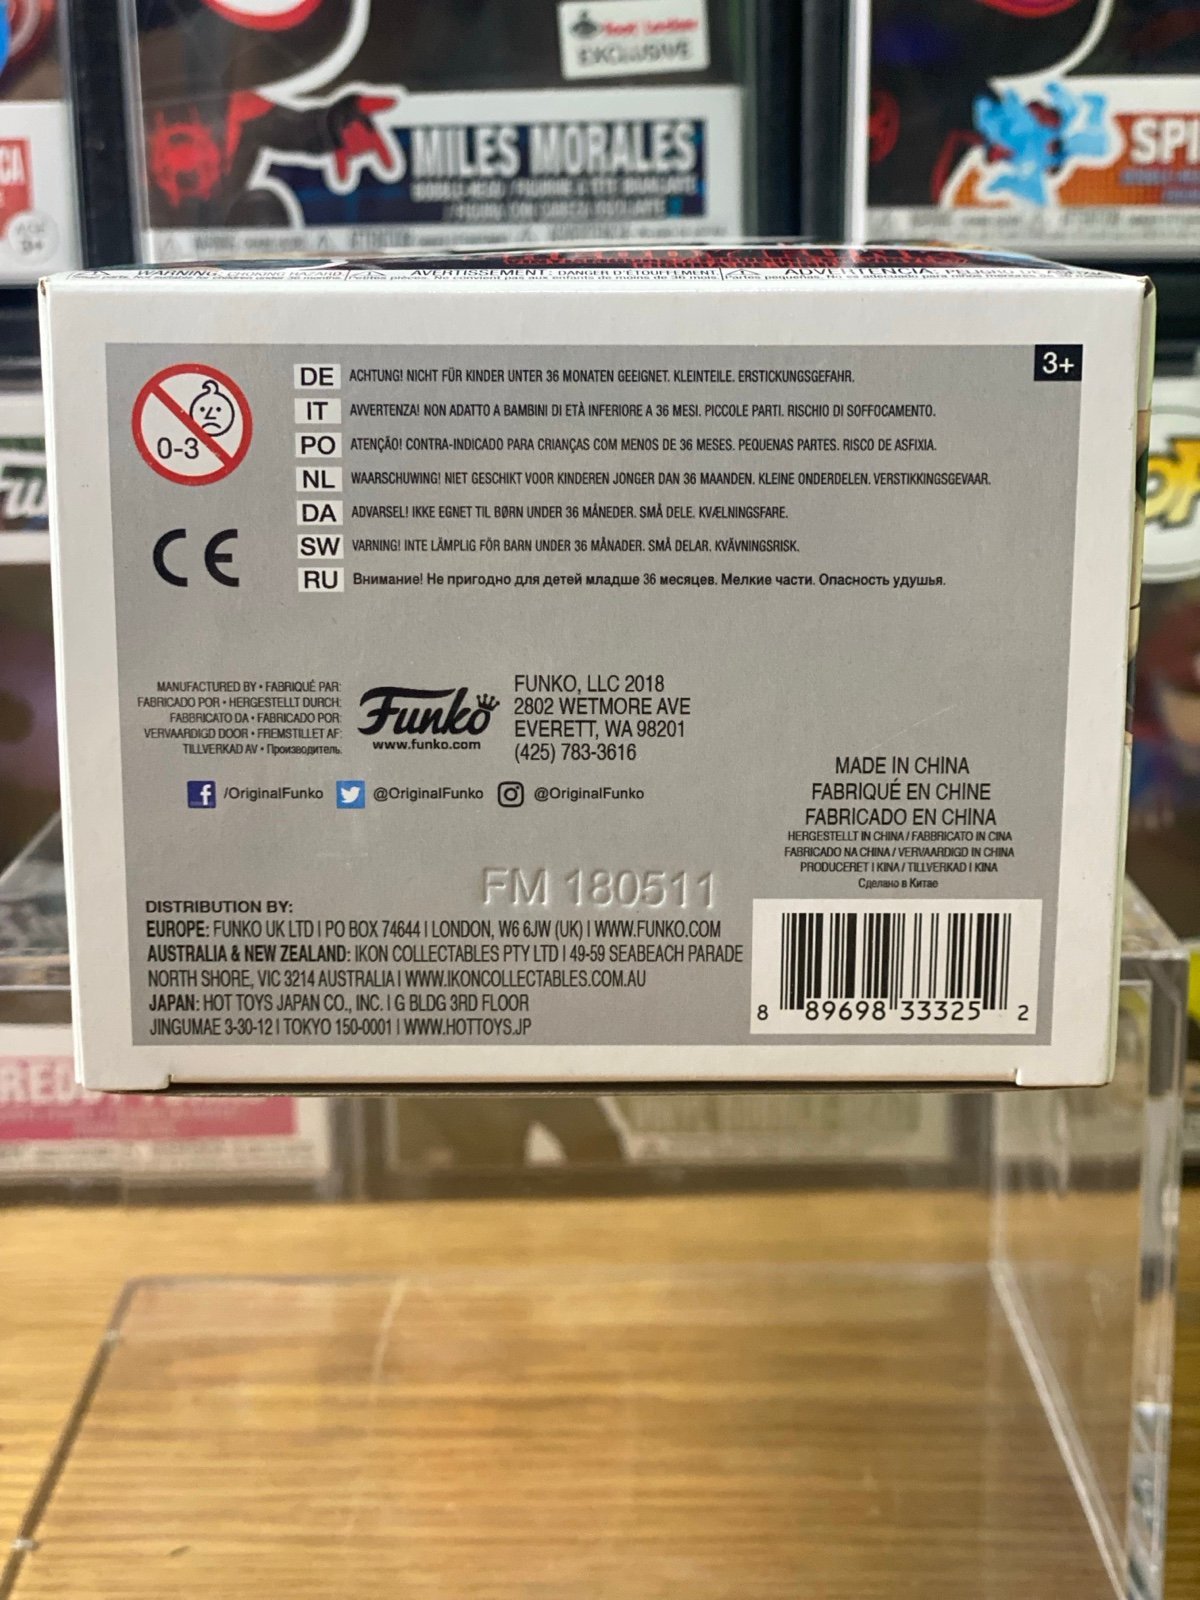 EXCLUSIVE
MILES MORALES
SPI
WARNING: CHOKING HAZARD
AVERTISSEMENT: DANGER D'ÉTOUFFEMENT.
ADVERTENCIA:
3+
0-3
DE ACHTUNG! NICHT FÜR KINDER UNTER 36 MONATEN GEEIGNET. KLEINTEILE. ERSTICKUNGSGEFAHR.
IT AVVERTENZA! NON ADATTO A BAMBINI DI ETÀ INFERIORE A 36 MESI. PICCOLE PARTI. RISCHIO DI SOFFOCAMENTO.
PO ATENÇÃO! CONTRA-INDICADO PARA CRIANÇAS COM MENOS DE 36 MESES. PEQUENAS PARTES. RISCO DE ASFIXIA.
NL WAARSCHUWING! NIET GESCHIKT VOOR KINDEREN JONGER DAN 36 MAANDEN. KLEINE ONDERDELEN. VERSTIKKINGSGEVAAR.
DA ADVARSEL! IKKE EGNET TIL BØRN UNDER 36 MÅNEDER. SMÅ DELE. KVÆLNINGSFARE.
SW VARNING! INTE LÄMPLIG FÖR BARN UNDER 36 MÅNADER. SMÅ DELAR. KVÄVNINGSRISK.
RU Внимание! Не пригодно для детей младше 36 месяцев. Мелкие части. Опасность удушья.
CE
MANUFACTURED BY • FABRIQUÉ PAR:
FABRICADO POR • HERGESTELLT DURCH:
FABBRICATO DA • FABRICADO POR:
VERVAARDIGD DOOR • FREMSTILLET AF:
TILLVERKAD AV • Производитель:
Funko
www.funko.com
FUNKO, LLC 2018
2802 WETMORE AVE
EVERETT, WA 98201
(425) 783-3616
/OriginalFunko @OriginalFunko @OriginalFunko
MADE IN CHINA
FABRIQUÉ EN CHINE
FABRICADO EN CHINA
HERGESTELLT IN CHINA / FABBRICATO IN CINA
FABRICADO NA CHINA / VERVAARDIGD IN CHINA
PRODUCERET I KINA / TILLVERKAD I KINA
Сделано в Китае
FM 180511
DISTRIBUTION BY:
EUROPE: FUNKO UK LTD | PO BOX 74644 | LONDON, W6 6JW (UK) | WWW.FUNKO.COM
AUSTRALIA & NEW ZEALAND: IKON COLLECTABLES PTY LTD | 49-59 SEABEACH PARADE
NORTH SHORE, VIC 3214 AUSTRALIA | WWW.IKONCOLLECTABLES.COM.AU
JAPAN: HOT TOYS JAPAN CO., INC. | G BLDG 3RD FLOOR
JINGUMAE 3-30-12 | TOKYO 150-0001 | WWW.HOTTOYS.JP
8 89698 33325 2